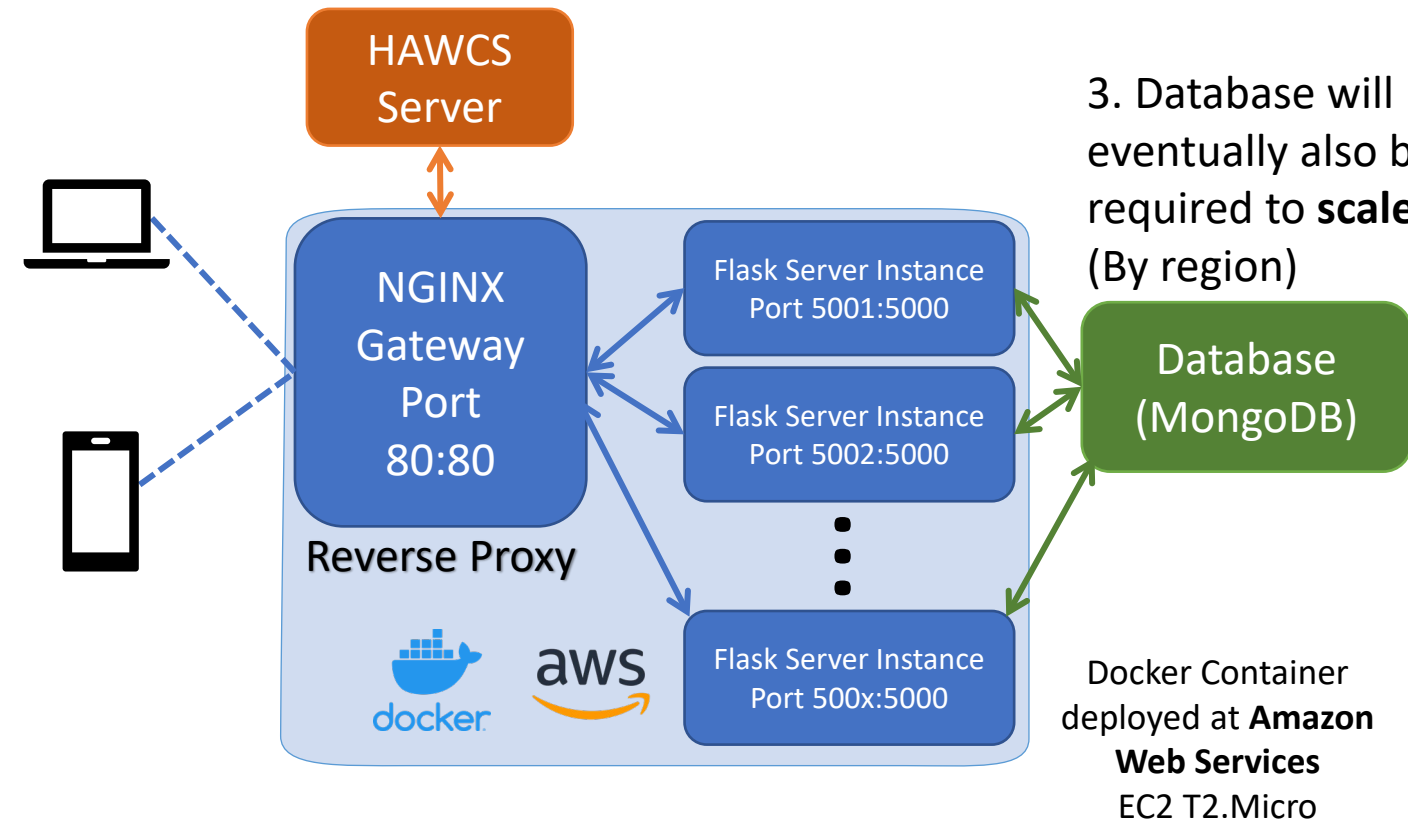 HAWCS
Server
3. Database will
eventually also b
required to scale
(By region)
NGINX
Gateway
Port
80:80
Reverse Proxy
Flask Server Instance
Port 5001:5000
Flask Server Instance
Port 5002:5000
Flask Server Instance
Port 500x:5000
Database
(MongoDB)
docker
aws
Docker Container
deployed at Amazon
Web Services
EC2 T2.Micro